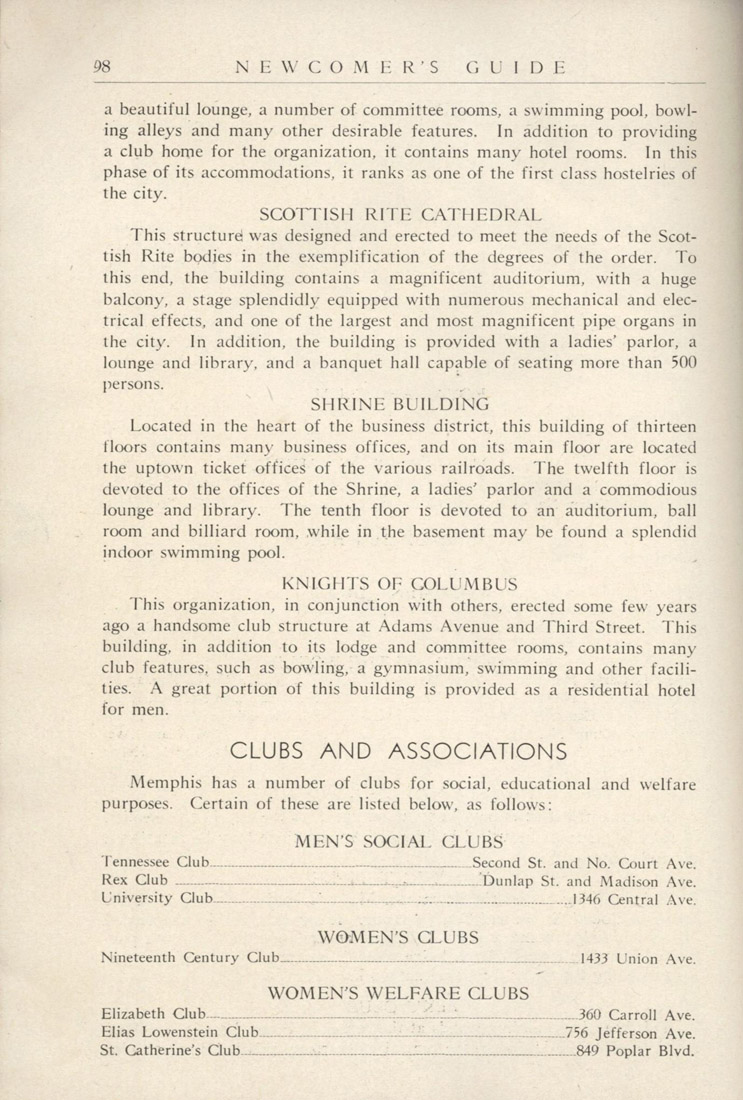 98 NEWCOMER'S GUIDE
a beautiful lounge, a number of committee rooms, a swimming pool, bowl-
ing alleys and many other desirable features. In addition to providing
a club home for the organization, it contains many hotel rooms. In this
phase of its accommodations, it ranks as one of the first class hostelries of
the city.
SCOTTISH RITE CATHEDRAL
This structure was designed and erected to meet the needs of the Scot-
tish Rite bodies in the exemplification of the degrees of the order. To
this end, the building contains a magnificent auditorium, with a huge
balcony, a stage splendidly equipped with numerous mechanical and elec-
trical effects, and one of the largest and most magnificent pipe organs in
the city. In addition, the building is provided with a ladies' parlor, a
lounge and library, and a banquet hall capable of seating more than 500
persons.
SHRINE BUILDING
Located in the heart of the business district, this building of thirteen
floors contains many business offices, and on its main floor are located
the uptown ticket offices of the various railroads. The twelfth floor is
devoted to the offices of the Shrine, a ladies' parlor and a commodious
lounge and library. The tenth floor is devoted to an auditorium, ball
room and billiard room, while in the basement may be found a splendid
indoor swimming pool.
KNIGHTS OF COLUMBUS
This organization, in conjunction with others, erected some few years
ago a handsome club structure at Adams Avenue and Third Street. This
building, in addition to its lodge and committee rooms, contains many
club features, such as bowling, a gymnasium, swimming and other facili-
ties. A great portion of this building is provided as a residential hotel
for men.
CLUBS AND ASSOCIATIONS
Memphis has a number of clubs for social, educational and welfare
purposes. Certain of these are listed below, as follows:
MEN'S SOCIAL CLUBS
Tennessee Club Second St. and No. Court Ave.
Rex Club Dunlap St. and Madison Ave.
University Club 1346 Central Ave.
WOMEN'S CLUBS
Nineteenth Century Club 1433 Union Ave.
WOMEN'S WELFARE CLUBS
Elizabeth Club 360 Carroll Ave.
Elias Lowenstein Club 756 Jefferson Ave.
St. Catherine's Club 849 Poplar Blvd.